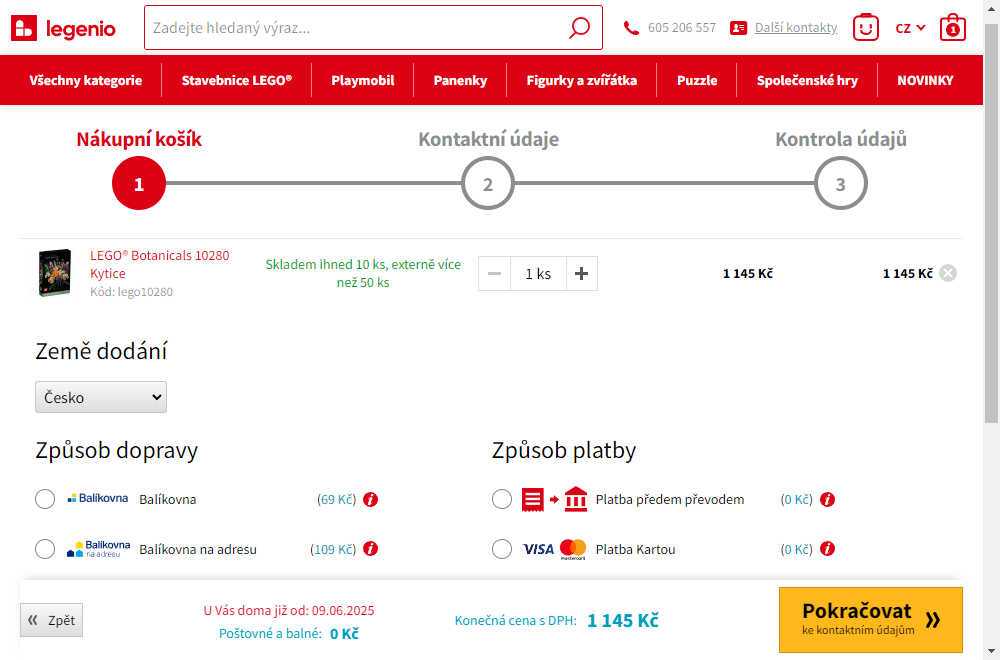 legenio
Zadejte hledaný výraz...
605 206 557
Další kontakty
CZ
1
Všechny kategorie
Stavebnice LEGO®
Playmobil
Panenky
Figurky a zvířátka
Puzzle
Společenské hry
NOVINKY
Nákupní košík
Kontaktní údaje
Kontrola údajů
1
2
3
LEGO® Botanicals 10280
Kytice
Kód: lego10280
Skladem ihned 10 ks, externě více
než 50 ks
1 ks
1 145 Kč
1 145 Kč
Země dodání
Česko
Způsob dopravy
Způsob platby
Balíkovna
Balíkovna
(69 Kč)
Platba předem převodem
(0 Kč)
Balíkovna
na adresu
Balíkovna na adresu
(109 Kč)
VISA
mastercard
Platba Kartou
(0 Kč)
« Zpět
U Vás doma již od: 09.06.2025
Poštovné a balné: 0 Kč
Konečná cena s DPH: 1 145 Kč
Pokračovat »
ke kontaktním údajům